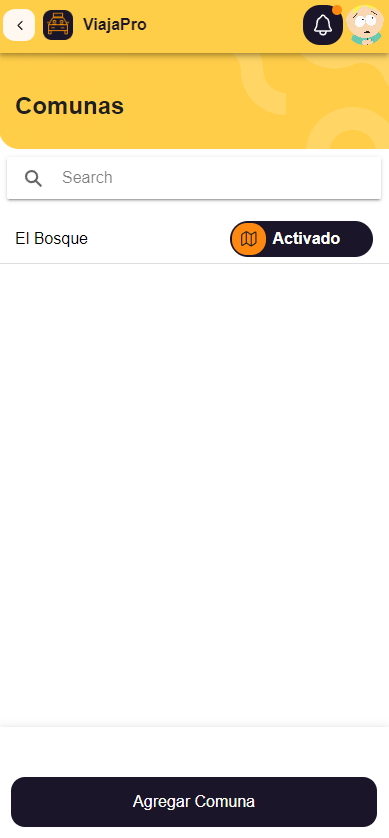 ViajaPro
Comunas
Search
El Bosque
Activado
Agregar Comuna